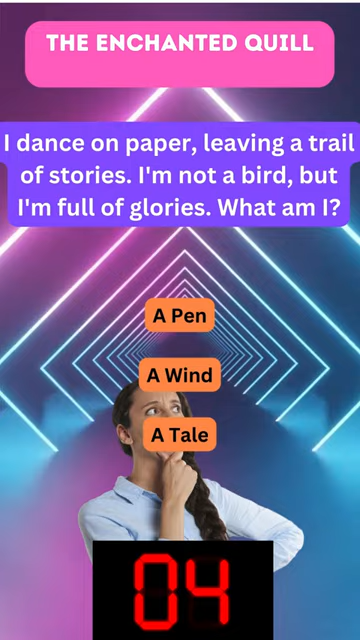 THE ENCHANTED QUILL
I dance on paper, leaving a trail
of stories. I'm not a bird, but
I'm full of glories. What am I?
A Pen
A Wind
A Tale
04